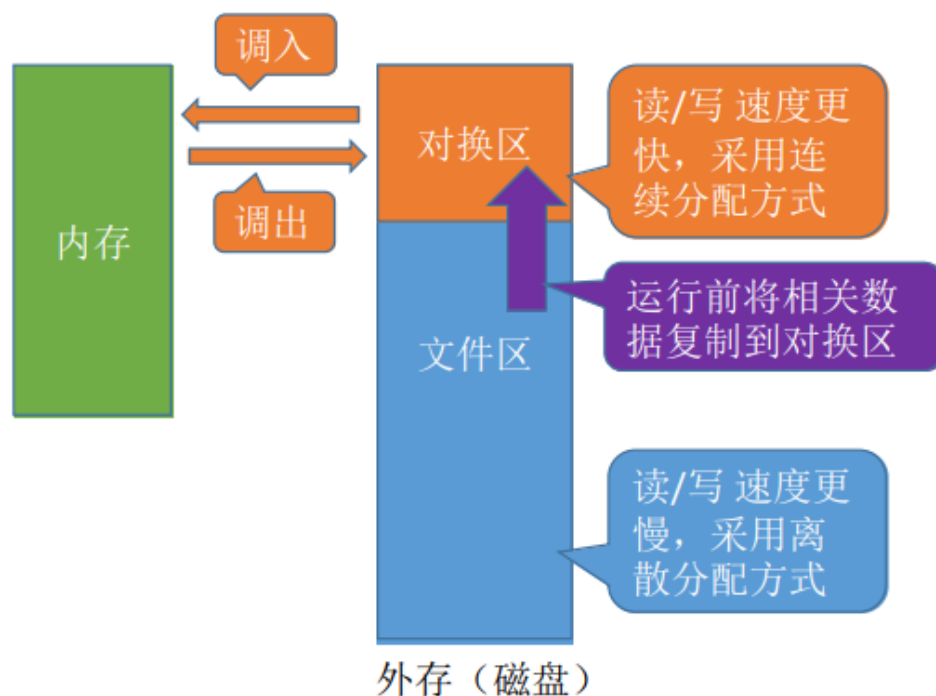 调入
调出
内存
对换区
文件区
读/写 速度更
快，采用连
续分配方式
运行前将相关数
据复制到对换区
读/写 速度更
慢，采用离
散分配方式
外存（磁盘）